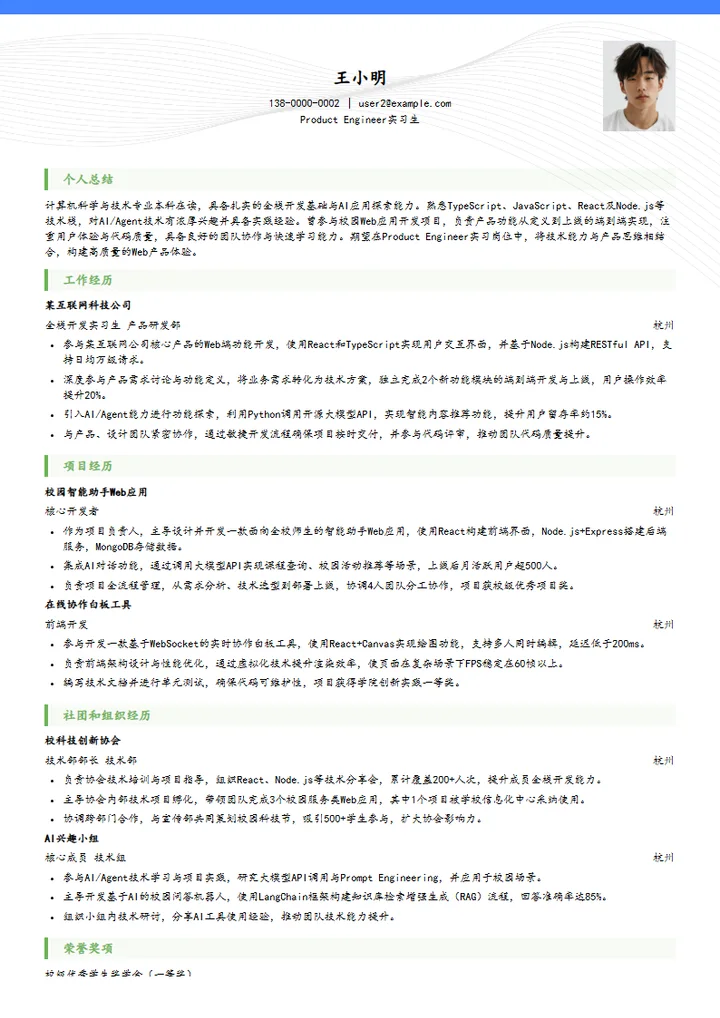 王小明
138-0000-0002 | user2@example.com
Product Engineer实习生
个人总结
计算机科学与技术专业本科在读，具备扎实的全栈开发基础与AI应用探索能力。熟悉TypeScript、JavaScript、React及Node.js等
技术栈，对AI/Agent技术有浓厚兴趣并具备实践经验。曾参与校园Web应用开发项目，负责产品功能从定义到上线的端到端实现，注
重用户体验与代码质量，具备良好的团队协作与快速学习能力。期望在Product Engineer实习岗位中，将技术能力与产品思维相结
合，构建高质量的Web产品体验。
工作经历
某互联网科技公司
全栈开发实习生 产品研发部 杭州
• 参与某互联网公司核心产品的Web端功能开发，使用React和TypeScript实现用户交互界面，并基于Node.js构建RESTful API，支
持日均万级请求。
• 深度参与产品需求讨论与功能定义，将业务需求转化为技术方案，独立完成2个新功能模块的端到端开发与上线，用户操作效率
提升20%。
• 引入AI/Agent能力进行功能探索，利用Python调用开源大模型API，实现智能内容推荐功能，提升用户留存率约15%。
• 与产品、设计团队紧密协作，通过敏捷开发流程确保项目按时交付，并参与代码评审，推动团队代码质量提升。
项目经历
校园智能助手Web应用
核心开发者 杭州
• 作为项目负责人，主导设计并开发一款面向全校师生的智能助手Web应用，使用React构建前端界面，Node.js+Express搭建后端
服务，MongoDB存储数据。
• 集成AI对话功能，通过调用大模型API实现课程查询、校园活动推荐等场景，上线后月活跃用户超500人。
• 负责项目全流程管理，从需求分析、技术选型到部署上线，协调4人团队分工协作，项目获校级优秀项目奖。
在线协作白板工具
前端开发 杭州
• 参与开发一款基于WebSocket的实时协作白板工具，使用React+Canvas实现绘图功能，支持多人同时编辑，延迟低于200ms。
• 负责前端架构设计与性能优化，通过虚拟化技术提升渲染效率，使页面在复杂场景下FPS稳定在60帧以上。
• 编写技术文档并进行单元测试，确保代码可维护性，项目获得学院创新实践一等奖。
社团和组织经历
校科技创新协会
技术部部长 技术部 杭州
• 负责协会技术培训与项目指导，组织React、Node.js等技术分享会，累计覆盖200+人次，提升成员全栈开发能力。
• 主导协会内部技术项目孵化，带领团队完成3个校园服务类Web应用，其中1个项目被学校信息化中心采纳使用。
• 协调跨部门合作，与宣传部共同策划校园科技节，吸引500+学生参与，扩大协会影响力。
AI兴趣小组
核心成员 技术组 杭州
• 参与AI/Agent技术学习与项目实践，研究大模型API调用与Prompt Engineering，并应用于校园场景。
• 主导开发基于AI的校园问答机器人，使用LangChain框架构建知识库检索增强生成（RAG）流程，回答准确率达85%。
• 组织小组内技术研讨，分享AI工具使用经验，推动团队技术能力提升。
荣誉奖项
校级优秀学生奖学金（一等奖）